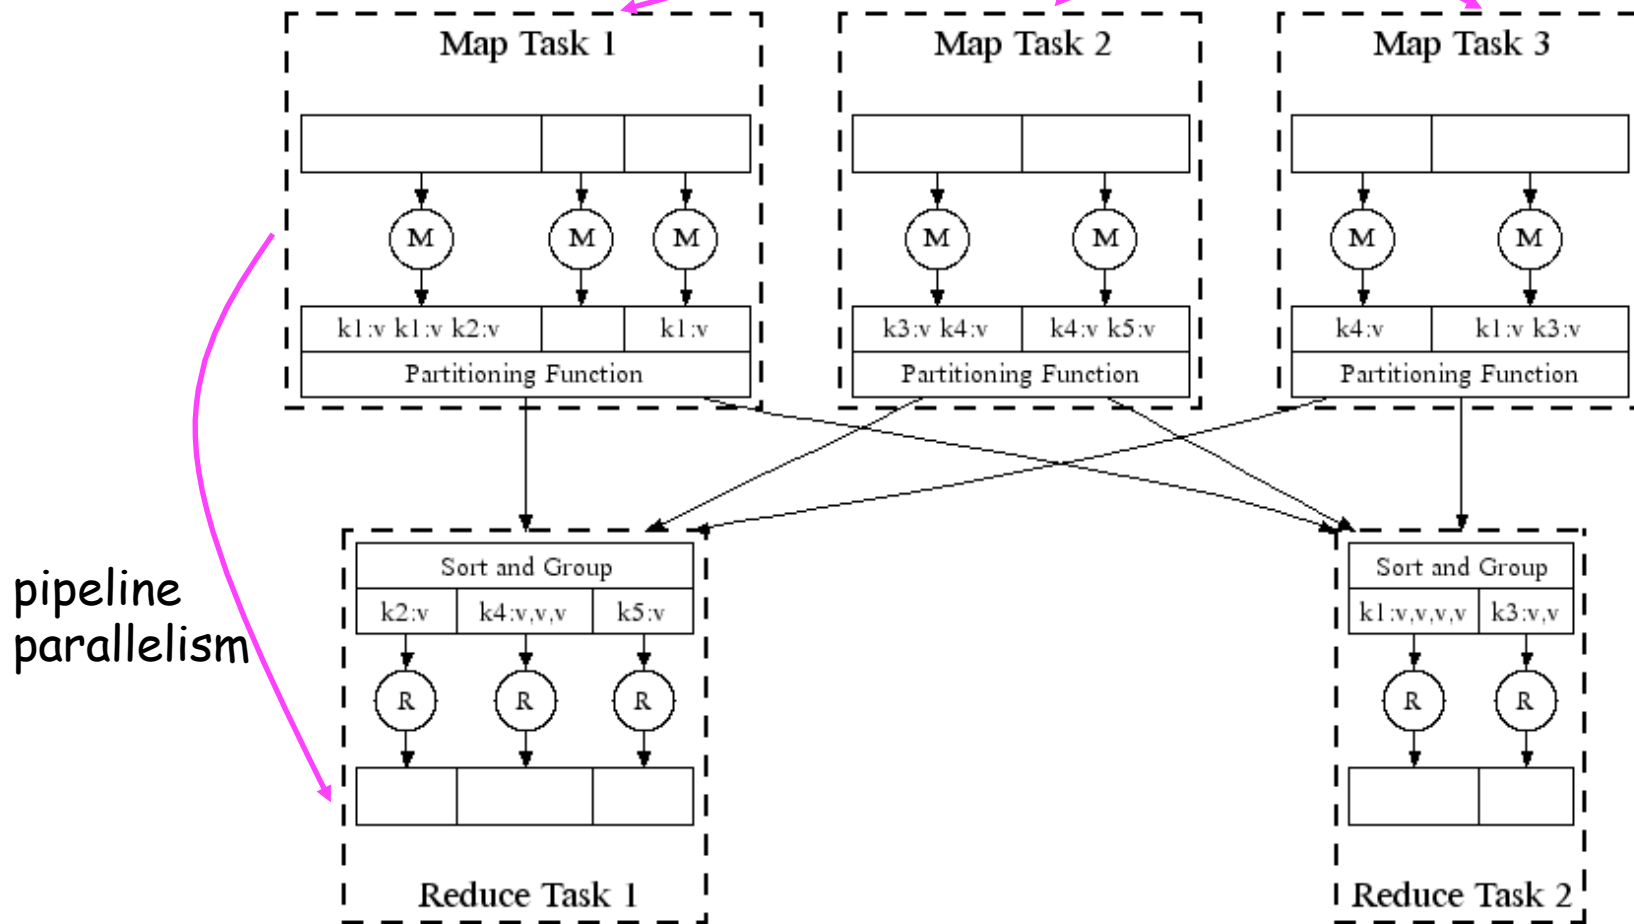 Map Task 1
Map Task 2
Map Task 3
M
M
M
M
M
M
M
k1:v k1:v k2:v
k1:v
k3:v k4:v
k4:v k5:v
k4:v
k1:v k3:v
Partitioning Function
Partitioning Function
Partitioning Function
pipeline
parallelism
Sort and Group
Sort and Group
k2:v
k4:v,v,v
k5:v
k1:v,v,v,v
k3:v,v
R
R
R
R
R
Reduce Task 1
Reduce Task 2